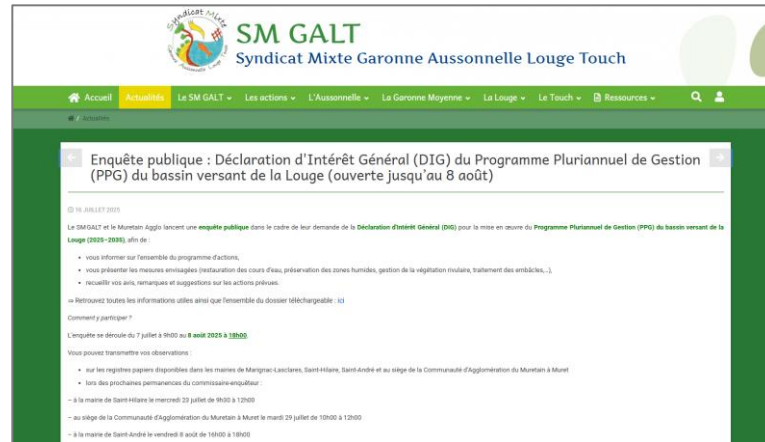 Syndicat Mixte
Garonne Aussonnelle Louge Touch
SM GALT
Syndicat Mixte Garonne Aussonnelle Louge Touch
Accueil Actualités Le SM GALT Les actions L'Aussonnelle La Garonne Moyenne La Louge Le Touch Ressources
/ Actualités
Enquête publique : Déclaration d'Intérêt Général (DIG) du Programme Pluriannuel de Gestion
(PPG) du bassin versant de la Louge (ouverte jusqu'au 8 août)
16 JUILLET 2025
Le SMGALT et le Muretain Agglo lancent une enquête publique dans le cadre de leur demande de la Déclaration d'Intérêt Général (DIG) pour la mise en œuvre du Programme Pluriannuel de Gestion (PPG) du bassin versant de la
Louge (2025–2035), afin de :
• vous informer sur l'ensemble du programme d'actions,
• vous présenter les mesures envisagées (restauration des cours d'eau, préservation des zones humides, gestion de la végétation rivulaire, traitement des embâcles,…),
• recueillir vos avis, remarques et suggestions sur les actions prévues.
⇒ Retrouvez toutes les informations utiles ainsi que l'ensemble du dossier téléchargeable : ici
Comment y participer ?
L'enquête se déroule du 7 juillet à 9h00 au 8 août 2025 à 18h00.
Vous pouvez transmettre vos observations :
• sur les registres papiers disponibles dans les mairies de Marignac-Lasclares, Saint-Hilaire, Saint-André et au siège de la Communauté d'Agglomération du Muretain à Muret
• lors des prochaines permanences du commissaire-enquêteur :
– à la mairie de Saint-Hilaire le mercredi 23 juillet de 9h00 à 12h00
– au siège de la Communauté d'Agglomération du Muretain à Muret le mardi 29 juillet de 10h00 à 12h00
– à la mairie de Saint-André le vendredi 8 août de 16h00 à 18h00